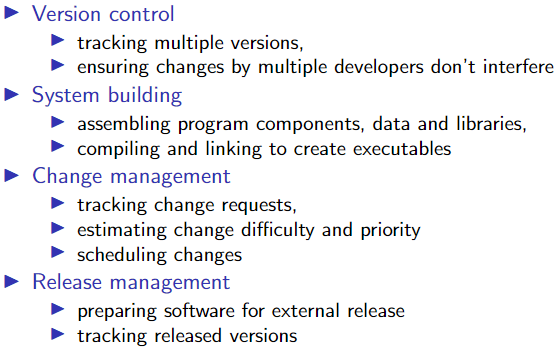 Version control
tracking multiple versions,
ensuring changes by multiple developers don't interfere
System building
assembling program components, data and libraries,
compiling and linking to create executables
Change management
tracking change requests,
estimating change difficulty and priority
scheduling changes
Release management
preparing software for external release
tracking released versions